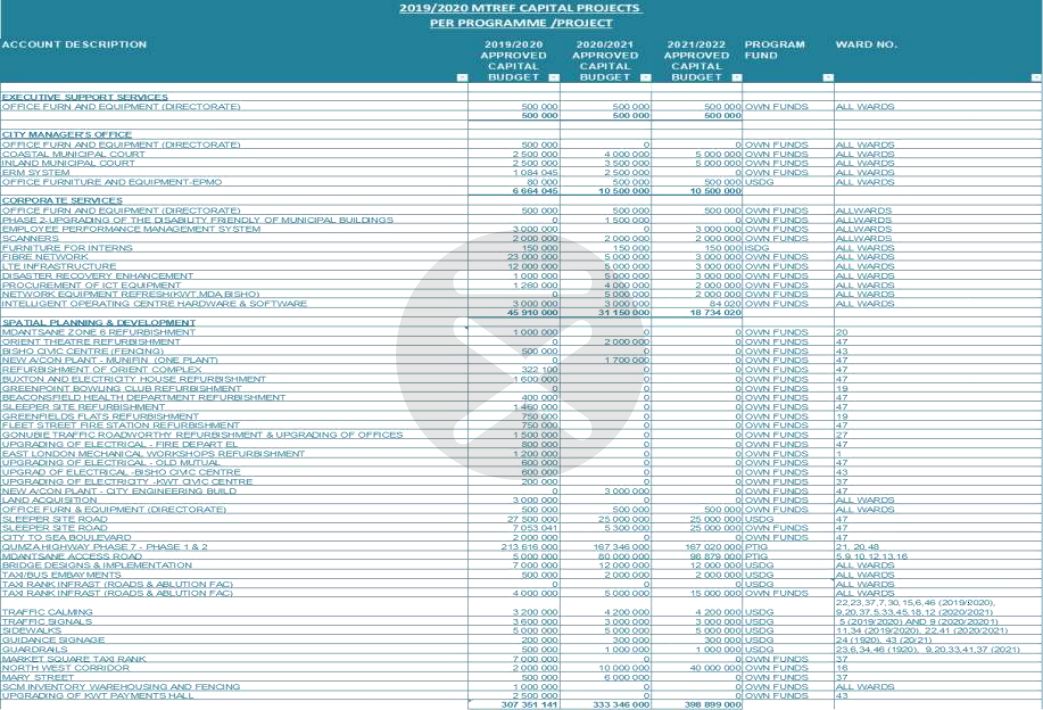 2019/2020 MTREF CAPITAL PROJECTS
PER PROGRAMME /PROJECT
ACCOUNT DESCRIPTION 2019/2020 APPROVED CAPITAL BUDGET 2020/2021 APPROVED CAPITAL BUDGET 2021/2022 APPROVED CAPITAL BUDGET PROGRAM FUND WARD NO.
EXECUTIVE SUPPORT SERVICES
OFFICE FURN AND EQUIPMENT (DIRECTORATE) 500 000 500 000 500 000 OWN FUNDS ALL WARDS
500 000 500 000 500 000
CITY MANAGER'S OFFICE
OFFICE FURN AND EQUIPMENT (DIRECTORATE) 500 000 0 0 OWN FUNDS ALL WARDS
COASTAL MUNICIPAL COURT 2 500 000 4 000 000 5 000 000 OWN FUNDS ALL WARDS
INLAND MUNICIPAL COURT 2 500 000 3 500 000 5 000 000 OWN FUNDS ALL WARDS
ERM SYSTEM 1 084 045 2 500 000 0 OWN FUNDS ALL WARDS
OFFICE FURNITURE AND EQUIPMENT-EPMO 80 000 500 000 500 000 USDG ALL WARDS
6 664 045 10 500 000 10 500 000
CORPORATE SERVICES
OFFICE FURN AND EQUIPMENT (DIRECTORATE) 500 000 500 000 500 000 OWN FUNDS ALLWARDS
PHASE 2-UPGRADING OF THE DISABILITY FRIENDLY OF MUNICIPAL BUILDINGS 0 1 500 000 0 OWN FUNDS ALLWARDS
EMPLOYEE PERFORMANCE MANAGEMENT SYSTEM 3 000 000 0 3 000 000 OWN FUNDS ALLWARDS
SCANNERS 2 000 000 2 000 000 2 000 000 OWN FUNDS ALLWARDS
FURNITURE FOR INTERNS 150 000 150 000 150 000 ISDG ALL WARDS
FIBRE NETWORK 23 000 000 5 000 000 3 000 000 OWN FUNDS ALL WARDS
LTE INFRASTRUCTURE 12 000 000 5 000 000 3 000 000 OWN FUNDS ALL WARDS
DISASTER RECOVERY ENHANCEMENT 1 000 000 5 000 000 3 000 000 OWN FUNDS ALL WARDS
PROCUREMENT OF ICT EQUIPMENT 1 260 000 4 000 000 2 000 000 OWN FUNDS ALL WARDS
NETWORK EQUIPMENT REFRESH(KWT,MDA,BISHO) 0 5 000 000 2 000 000 OWN FUNDS ALL WARDS
INTELLIGENT OPERATING CENTRE,HARDWARE & SOFTWARE 3 000 000 3 000 000 84 020 OWN FUNDS ALL WARDS
45 910 000 31 150 000 18 734 020
SPATIAL PLANNING & DEVELOPMENT
MDANTSANE ZONE 6 REFURBISHMENT 1 000 000 0 0 OWN FUNDS 20
ORIENT THEATRE REFURBISHMENT 0 2 000 000 0 OWN FUNDS 47
BISHO CIVIC CENTRE (FENCING) 500 000 0 0 OWN FUNDS 43
NEW A/CON PLANT - MUNIFIN (ONE PLANT) 0 1 700 000 0 OWN FUNDS 47
REFURBISHMENT OF ORIENT COMPLEX 322 100 0 0 OWN FUNDS 47
BUXTON AND ELECTRICITY HOUSE REFURBISHMENT 1 600 000 0 0 OWN FUNDS 47
GREENPOINT BOWLING CLUB REFURBISHMENT 0 0 0 OWN FUNDS 19
BEACONSFIELD HEALTH DEPARTMENT REFURBISHMENT 400 000 0 0 OWN FUNDS 47
SLEEPER SITE REFURBISHMENT 1 460 000 0 0 OWN FUNDS 47
GREENFIELDS FLATS REFURBISHMENT 750 000 0 0 OWN FUNDS 19
FLEET STREET FIRE STATION REFURBISHMENT 750 000 0 0 OWN FUNDS 47
GONUBIE TRAFFIC ROADWORTHY REFURBISHMENT & UPGRADING OF OFFICES 1 500 000 0 0 OWN FUNDS 27
UPGRADING OF ELECTRICAL - FIRE DEPART EL 800 000 0 0 OWN FUNDS 47
EAST LONDON MECHANICAL WORKSHOPS REFURBISHMENT 1 200 000 0 0 OWN FUNDS 1
UPGRADING OF ELECTRICAL - OLD MUTUAL 600 000 0 0 OWN FUNDS 47
UPGRAD OF ELECTRICAL -BISHO CIVIC CENTRE 600 000 0 0 OWN FUNDS 43
UPGRADING OF ELECTRICITY -KWT CIVIC CENTRE 200 000 0 0 OWN FUNDS 37
NEW A/CON PLANT - CITY ENGINEERING BUILD 0 3 000 000 0 OWN FUNDS 47
LAND ACQUISITION 3 000 000 0 0 OWN FUNDS ALL WARDS
OFFICE FURN & EQUIPMENT (DIRECTORATE) 500 000 500 000 500 000 OWN FUNDS ALL WARDS
SLEEPER SITE ROAD 27 500 000 25 000 000 25 000 000 USDG 47
SLEEPER SITE ROAD 7 053 041 5 300 000 25 000 000 OWN FUNDS 47
CITY TO SEA BOULEVARD 2 000 000 0 0 OWN FUNDS 47
QUMZA HIGHWAY PHASE 7 - PHASE 1 & 2 213 616 000 167 346 000 167 020 000 PTIG 21, 20,48
MDANTSANE ACCESS ROAD 5 000 000 80 000 000 96 879 000 PTIG 5,9,10,12,13,16
BRIDGE DESIGNS & IMPLEMENTATION 7 000 000 12 000 000 12 000 000 USDG ALL WARDS
TAXI/BUS EMBAYMENTS 500 000 2 000 000 2 000 000 USDG ALL WARDS
TAXI RANK INFRAST (ROADS & ABLUTION FAC) 0 0 0 USDG ALL WARDS
TAXI RANK INFRAST (ROADS & ABLUTION FAC) 4 000 000 5 000 000 15 000 000 OWN FUNDS ALL WARDS
22,23,37,7,30,15,6,46 (2019/2020),
TRAFFIC CALMING 3 200 000 4 200 000 4 200 000 USDG 9,20,37,5,33,45,18,12 (2020/2021)
TRAFFIC SIGNALS 3 600 000 3 000 000 3 000 000 USDG 5 (2019/2020) AND 9 (2020/20201)
SIDEWALKS 5 000 000 5 000 000 5 000 000 USDG 11,34 (2019/2020), 22,41 (2020/2021)
GUIDANCE SIGNAGE 200 000 300 000 300 000 USDG 24 (1920), 43 (20/21)
GUARDRAILS 500 000 1 000 000 1 000 000 USDG 23,6,34,46 (1920), 9,20,33,41,37 (2021)
MARKET SQUARE TAXI RANK 7 000 000 0 0 OWN FUNDS 37
NORTH WEST CORRIDOR 2 000 000 10 000 000 40 000 000 OWN FUNDS 16
MARY STREET 500 000 6 000 000 0 OWN FUNDS 37
SCM INVENTORY WAREHOUSING AND FENCING 1 000 000 0 0 OWN FUNDS ALL WARDS
UPGRADING OF KWT PAYMENTS HALL 2 500 000 0 0 OWN FUNDS 43
307 351 141 333 346 000 398 899 000